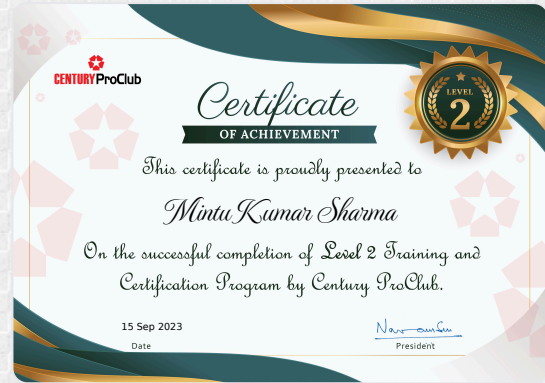 CENTURY ProClub
Certificate
OF ACHIEVEMENT
LEVEL
2
This certificate is proudly presented to
Mintu Kumar Sharma
On the successful completion of Level 2 Training and
Certification Program by Century ProClub.
15 Sep 2023
Date
President